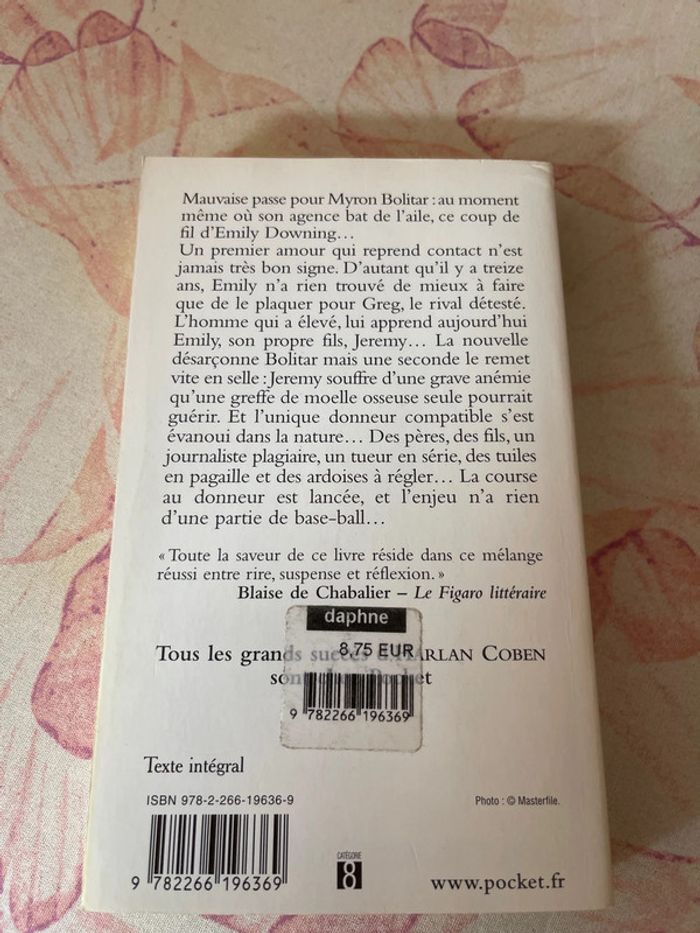 Mauvaise passe pour Myron Bolitar : au moment
même où son agence bat de l'aile, ce coup de
fil d'Emily Downing…
Un premier amour qui reprend contact n'est
jamais très bon signe. D'autant qu'il y a treize
ans, Emily n'a rien trouvé de mieux à faire
que de le plaquer pour Greg, le rival détesté.
L'homme qui a élevé, lui apprend aujourd'hui
Emily, son propre fils, Jeremy… La nouvelle
désarçonne Bolitar mais une seconde le remet
vite en selle : Jeremy souffre d'une grave anémie
qu'une greffe de moelle osseuse seule pourrait
guérir. Et l'unique donneur compatible s'est
évanoui dans la nature… Des pères, des fils, un
journaliste plagiaire, un tueur en série, des tuiles
en pagaille et des ardoises à régler… La course
au donneur est lancée, et l'enjeu n'a rien
d'une partie de base-ball…
« Toute la saveur de ce livre réside dans ce mélange
réussi entre rire, suspense et réflexion. »
Blaise de Chabalier – Le Figaro littéraire
daphne
8,75 EUR
Tous les grands succès d'HARLAN COBEN
sont chez Pocket
9 782266 196369
Texte intégral
ISBN 978-2-266-19636-9
Photo : © Masterfile.
9 782266 196369
CATÉGORIE
8
www.pocket.fr